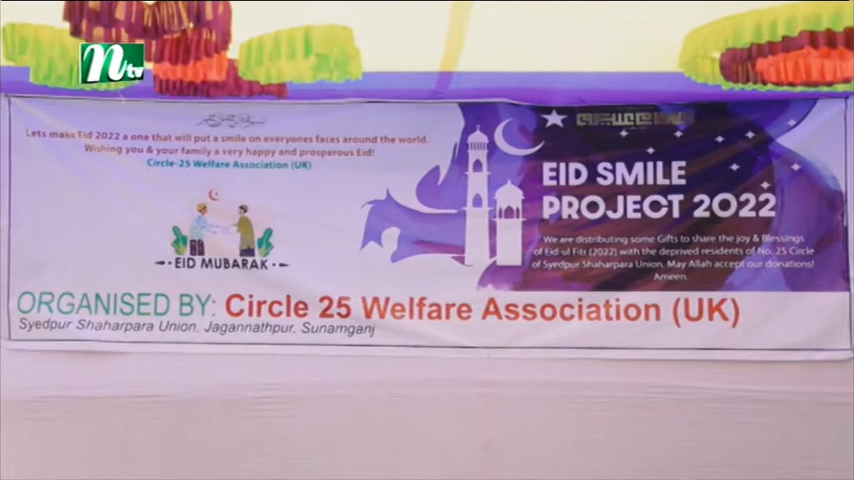 ntv
Lets make Eid 2022 a one that will put a smile on everyones faces around the world.
Wishing you & your family a very happy and prosperous Eid!
Circle-25 Welfare Association (UK)
EID MUBARAK
EID SMILE
PROJECT 2022
We are distributing some Gifts to share the joy & Blessings
of Eid-ul Fitr (2022) with the deprived residents of No. 25 Circle
of Syedpur Shaharpara Union. May Allah accept our donations!
Ameen.
ORGANISED BY: Circle 25 Welfare Association (UK)
Syedpur Shaharpara Union, Jagannathpur, Sunamganj